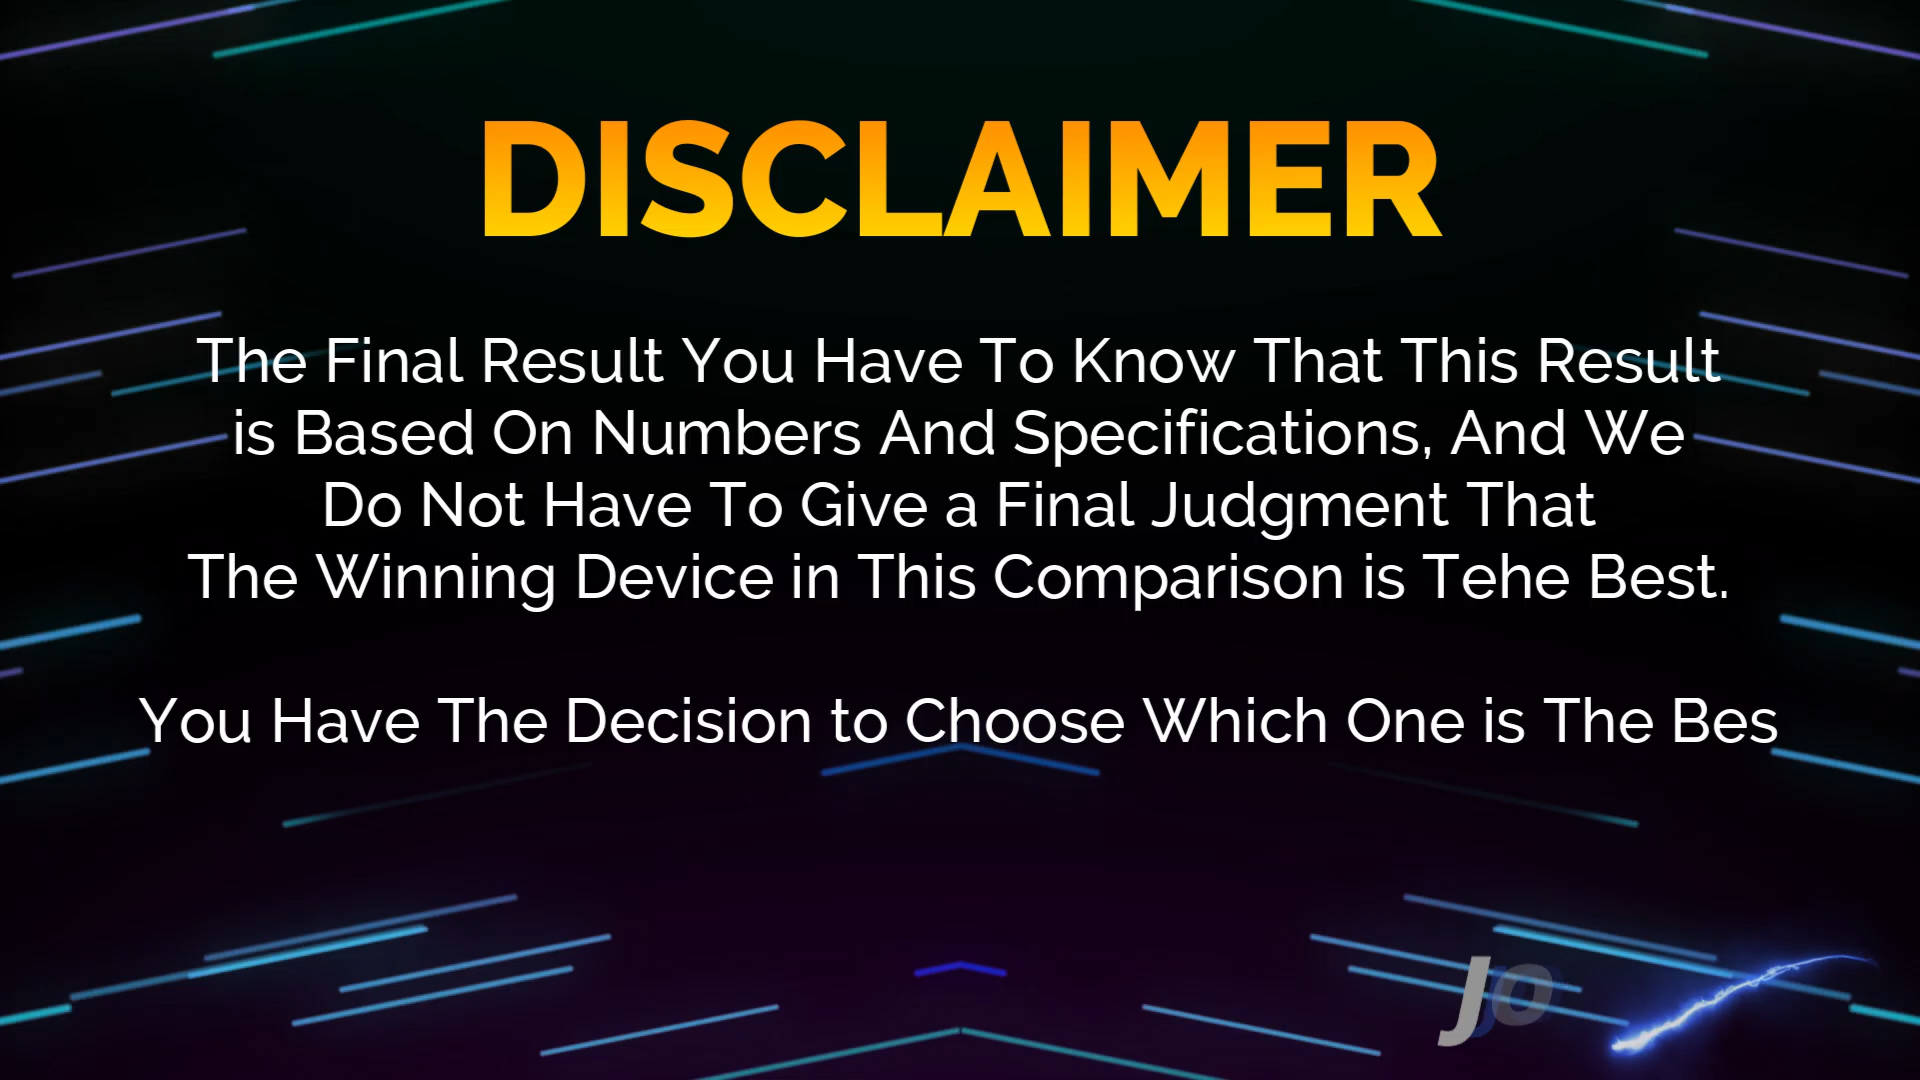 DISCLAIMER
The Final Result You Have To Know That This Result
is Based On Numbers And Specifications, And We
Do Not Have To Give a Final Judgment That
The Winning Device in This Comparison is Tehe Best.
You Have The Decision to Choose Which One is The Bes
JO